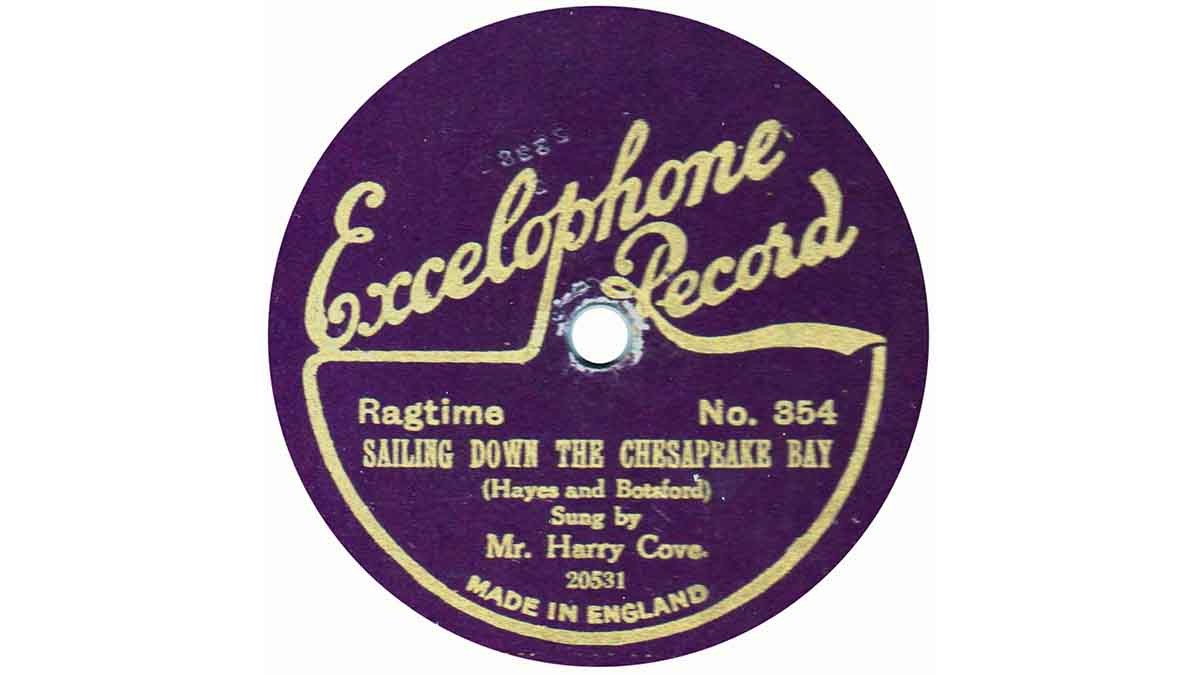 Excelophone
Record
Ragtime No. 354
SAILING DOWN THE CHESAPEAKE BAY
(Hayes and Botsford)
Sung by
Mr. Harry Cove.
20531
MADE IN ENGLAND